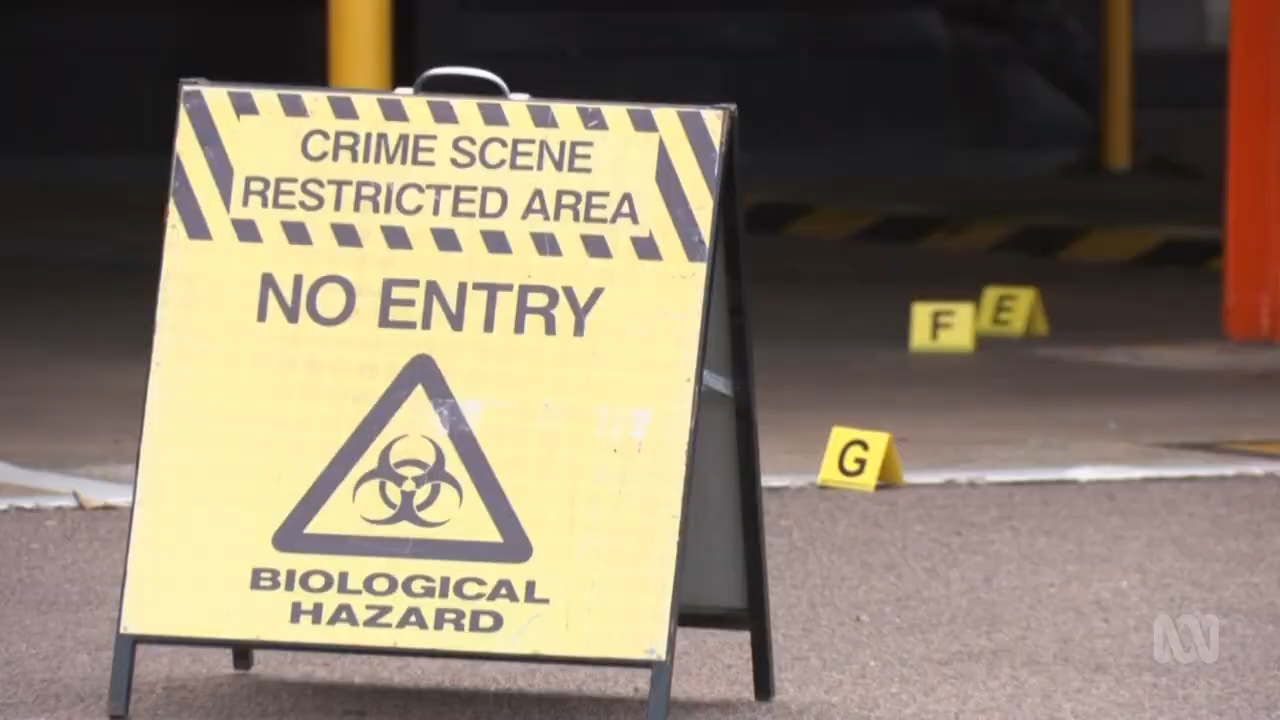 CRIME SCENE
RESTRICTED AREA
NO ENTRY
BIOLOGICAL
HAZARD
F
E
G